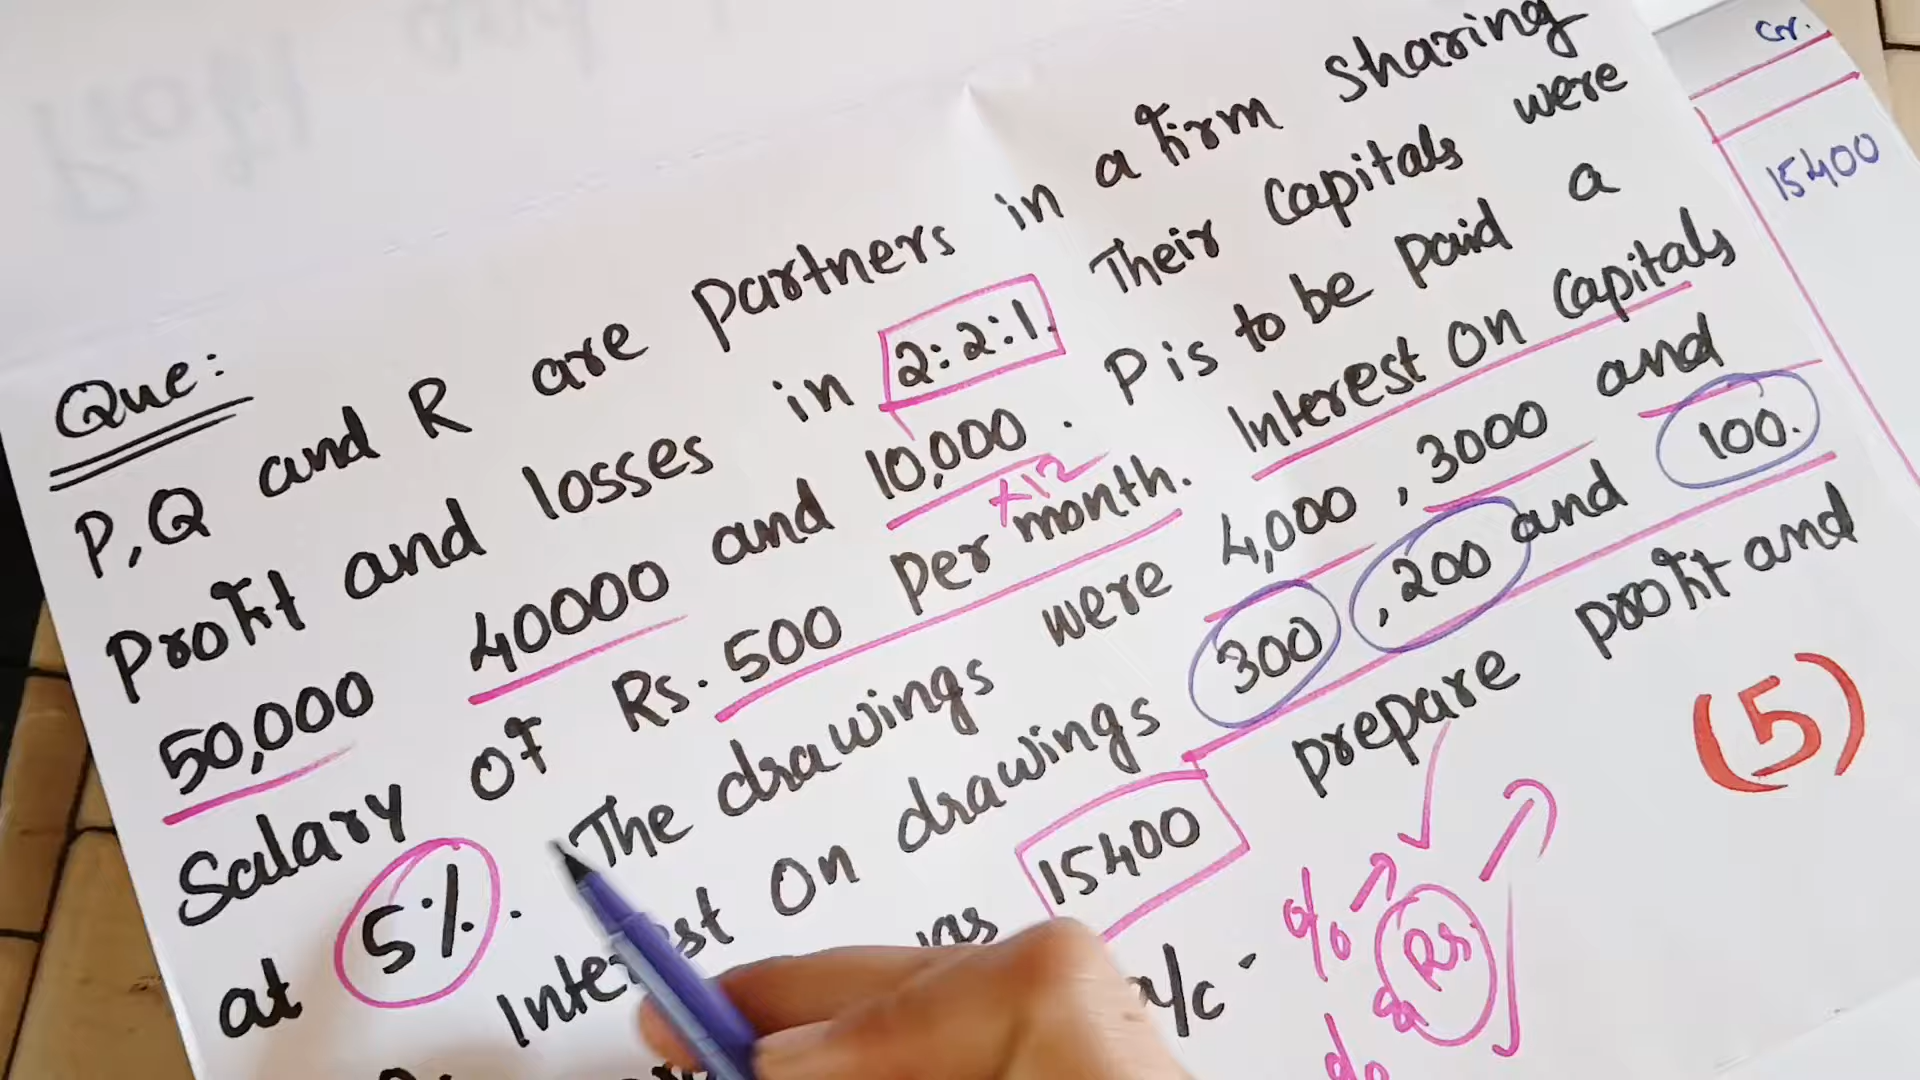 Que:
P, Q and R are partners in a firm sharing
Profit and losses in 2:2:1. Their Capitals were
50,000 40000 and 10,000. P is to be paid a
×12
Salary of Rs. 500 per month. Interest On Capitals
at 5%. The drawings were 4,000, 3000 and
Interest On drawings 300, 200 and 100.
15400 prepare profit and
a/c -
(5)
%
Rs
Cr.
15400